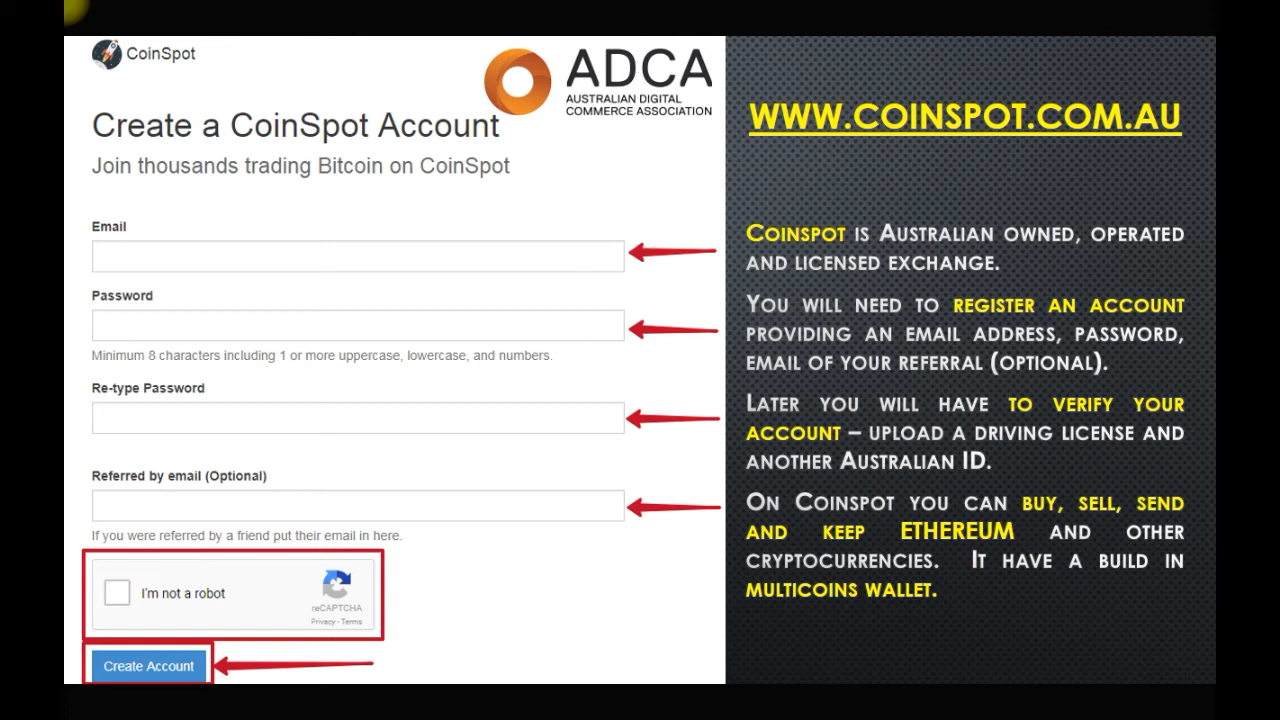 CoinSpot
ADCA
AUSTRALIAN DIGITAL
COMMERCE ASSOCIATION
Create a CoinSpot Account
Join thousands trading Bitcoin on CoinSpot
Email
Password
Minimum 8 characters including 1 or more uppercase, lowercase, and numbers.
Re-type Password
Referred by email (Optional)
If you were referred by a friend put their email in here.
I'm not a robot
reCAPTCHA
Privacy - Terms
Create Account
WWW.COINSPOT.COM.AU
COINSPOT IS AUSTRALIAN OWNED, OPERATED
AND LICENSED EXCHANGE.
YOU WILL NEED TO REGISTER AN ACCOUNT
PROVIDING AN EMAIL ADDRESS, PASSWORD,
EMAIL OF YOUR REFERRAL (OPTIONAL).
LATER YOU WILL HAVE TO VERIFY YOUR
ACCOUNT – UPLOAD A DRIVING LICENSE AND
ANOTHER AUSTRALIAN ID.
ON COINSPOT YOU CAN BUY, SELL, SEND
AND KEEP ETHEREUM AND OTHER
CRYPTOCURRENCIES. IT HAVE A BUILD IN
MULTICOINS WALLET.